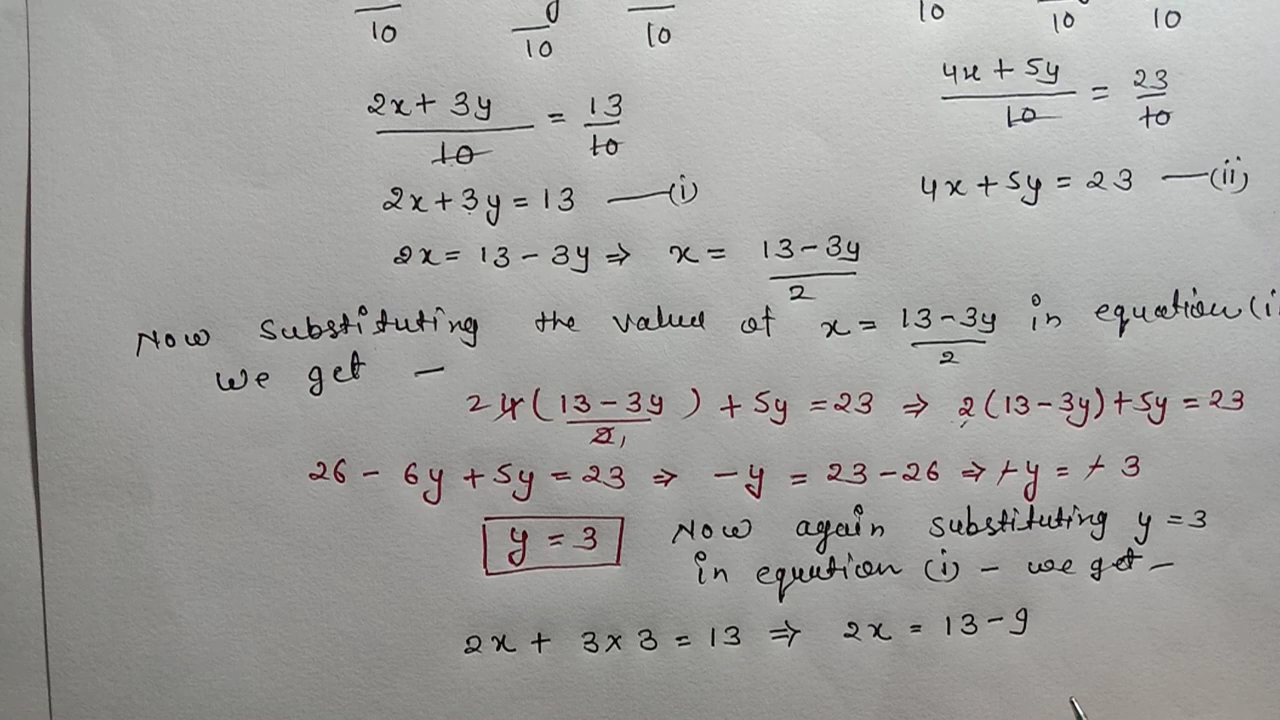 10 y/10 10 10 10 10
(2x + 3y)/10 = 13/10 (4x + 5y)/10 = 23/10
2x + 3y = 13 —(i) 4x + 5y = 23 —(ii)
2x = 13 - 3y ⇒ x = (13 - 3y)/2
Now substituting the value of x = (13 - 3y)/2 in equation (i
we get —
2 4( (13 - 3y)/2 1 ) + 5y = 23 ⇒ 2(13 - 3y) + 5y = 23
26 - 6y + 5y = 23 ⇒ - y = 23 - 26 ⇒ - y = - 3
y = 3 Now again substituting y = 3
in equation (i) - we get -
2x + 3 × 3 = 13 ⇒ 2x = 13 - 9